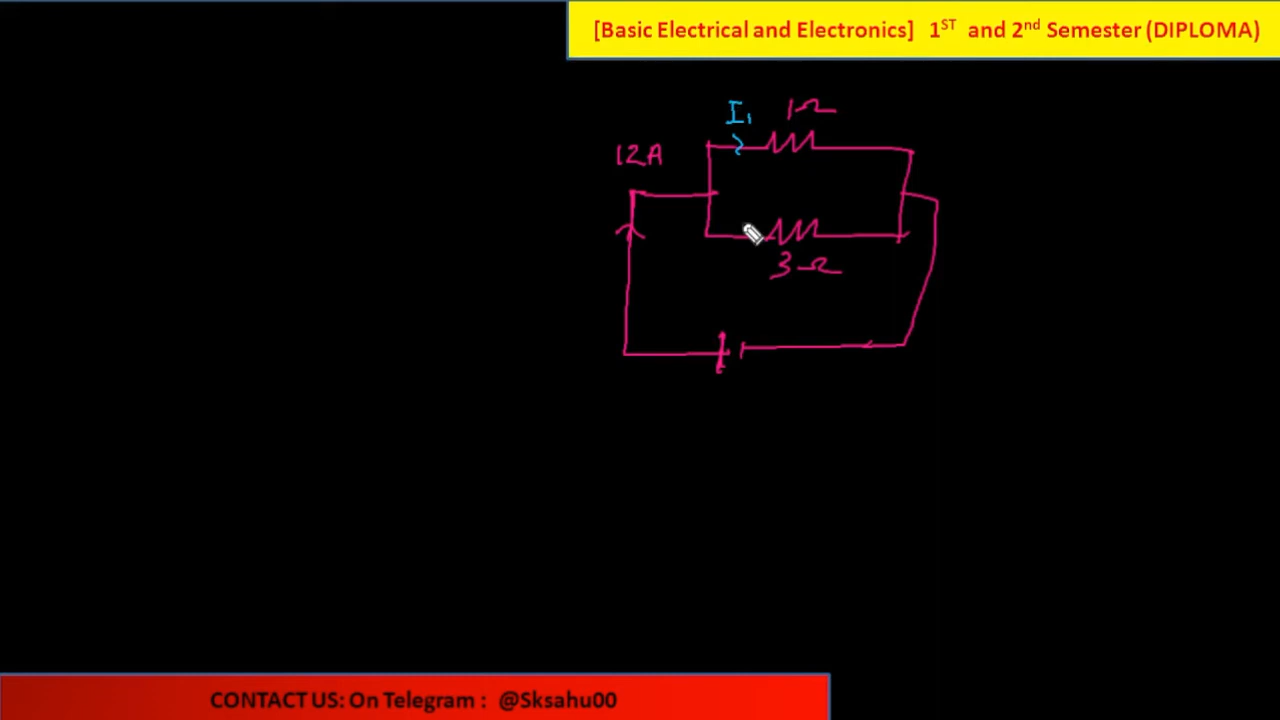 [Basic Electrical and Electronics] 1ST and 2nd Semester (DIPLOMA)
I₁ 1Ω
12A
3Ω
CONTACT US: On Telegram : @Sksahu00